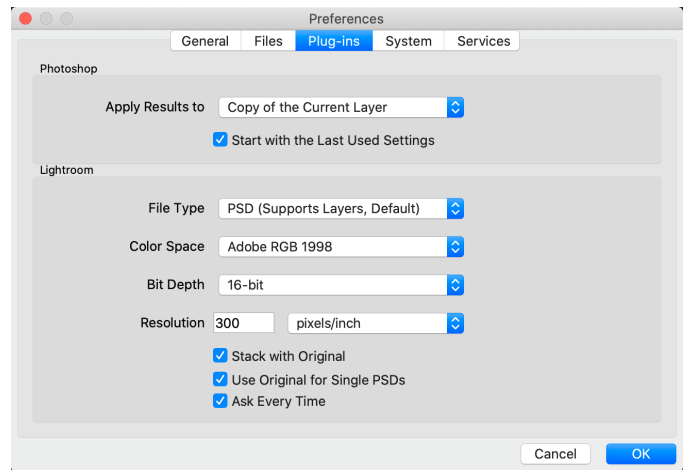 Preferences
General Files Plug-ins System Services
Photoshop
Apply Results to Copy of the Current Layer
Start with the Last Used Settings
Lightroom
File Type PSD (Supports Layers, Default)
Color Space Adobe RGB 1998
Bit Depth 16-bit
Resolution 300 pixels/inch
Stack with Original
Use Original for Single PSDs
Ask Every Time
Cancel OK